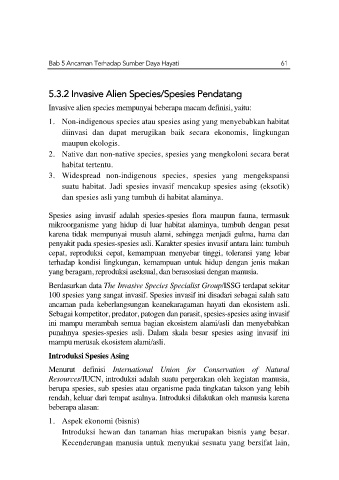 Bab 5 Ancaman Terhadap Sumber Daya Hayati 61
5.3.2 Invasive Alien Species/Spesies Pendatang
Invasive alien species mempunyai beberapa macam definisi, yaitu:
1. Non-indigenous species atau spesies asing yang menyebabkan habitat
diinvasi dan dapat merugikan baik secara ekonomis, lingkungan
maupun ekologis.
2. Native dan non-native species, spesies yang mengkoloni secara berat
habitat tertentu.
3. Widespread non-indigenous species, spesies yang mengekspansi
suatu habitat. Jadi spesies invasif mencakup spesies asing (eksotik)
dan spesies asli yang tumbuh di habitat alaminya.
Spesies asing invasif adalah spesies-spesies flora maupun fauna, termasuk
mikroorganisme yang hidup di luar habitat alaminya, tumbuh dengan pesat
karena tidak mempunyai musuh alami, sehingga menjadi gulma, hama dan
penyakit pada spesies-spesies asli. Karakter spesies invasif antara lain: tumbuh
cepat, reproduksi cepat, kemampuan menyebar tinggi, toleransi yang lebar
terhadap kondisi lingkungan, kemampuan untuk hidup dengan jenis makan
yang beragam, reproduksi aseksual, dan berasosiasi dengan manusia.
Berdasarkan data The Invasive Species Specialist Group/ISSG terdapat sekitar
100 spesies yang sangat invasif. Spesies invasif ini disadari sebagai salah satu
ancaman pada keberlangsungan keanekaragaman hayati dan ekosistem asli.
Sebagai kompetitor, predator, patogen dan parasit, spesies-spesies asing invasif
ini mampu merambah semua bagian ekosistem alami/asli dan menyebabkan
punahnya spesies-spesies asli. Dalam skala besar spesies asing invasif ini
mampu merusak ekosistem alami/asli.
Introduksi Spesies Asing
Menurut definisi International Union for Conservation of Natural
Resources/IUCN, introduksi adalah suatu pergerakan oleh kegiatan manusia,
berupa spesies, sub spesies atau organisme pada tingkatan takson yang lebih
rendah, keluar dari tempat asalnya. Introduksi dilakukan oleh manusia karena
beberapa alasan:
1. Aspek ekonomi (bisnis)
Introduksi hewan dan tanaman hias merupakan bisnis yang besar.
Kecenderungan manusia untuk menyukai sesuatu yang bersifat lain,